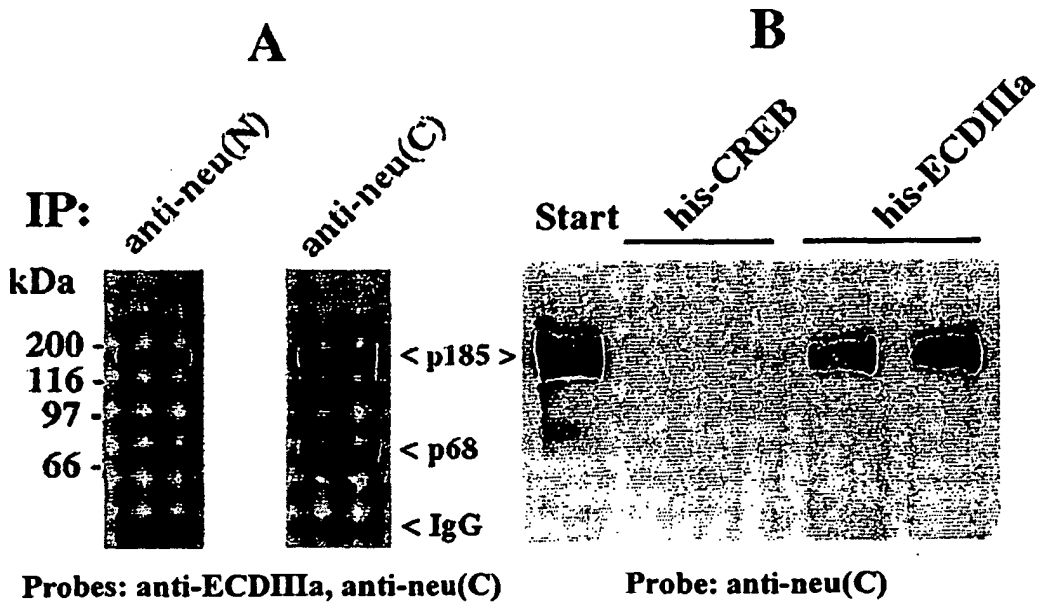 A
B
IP:
anti-neu(N)
anti-neu(C)
Start
his-CREB
his-ECDIIIa
kDa
200 -
116 -
97 -
66 -
< p185 >
< p68
< IgG
Probes: anti-ECDIIIa, anti-neu(C)
Probe: anti-neu(C)